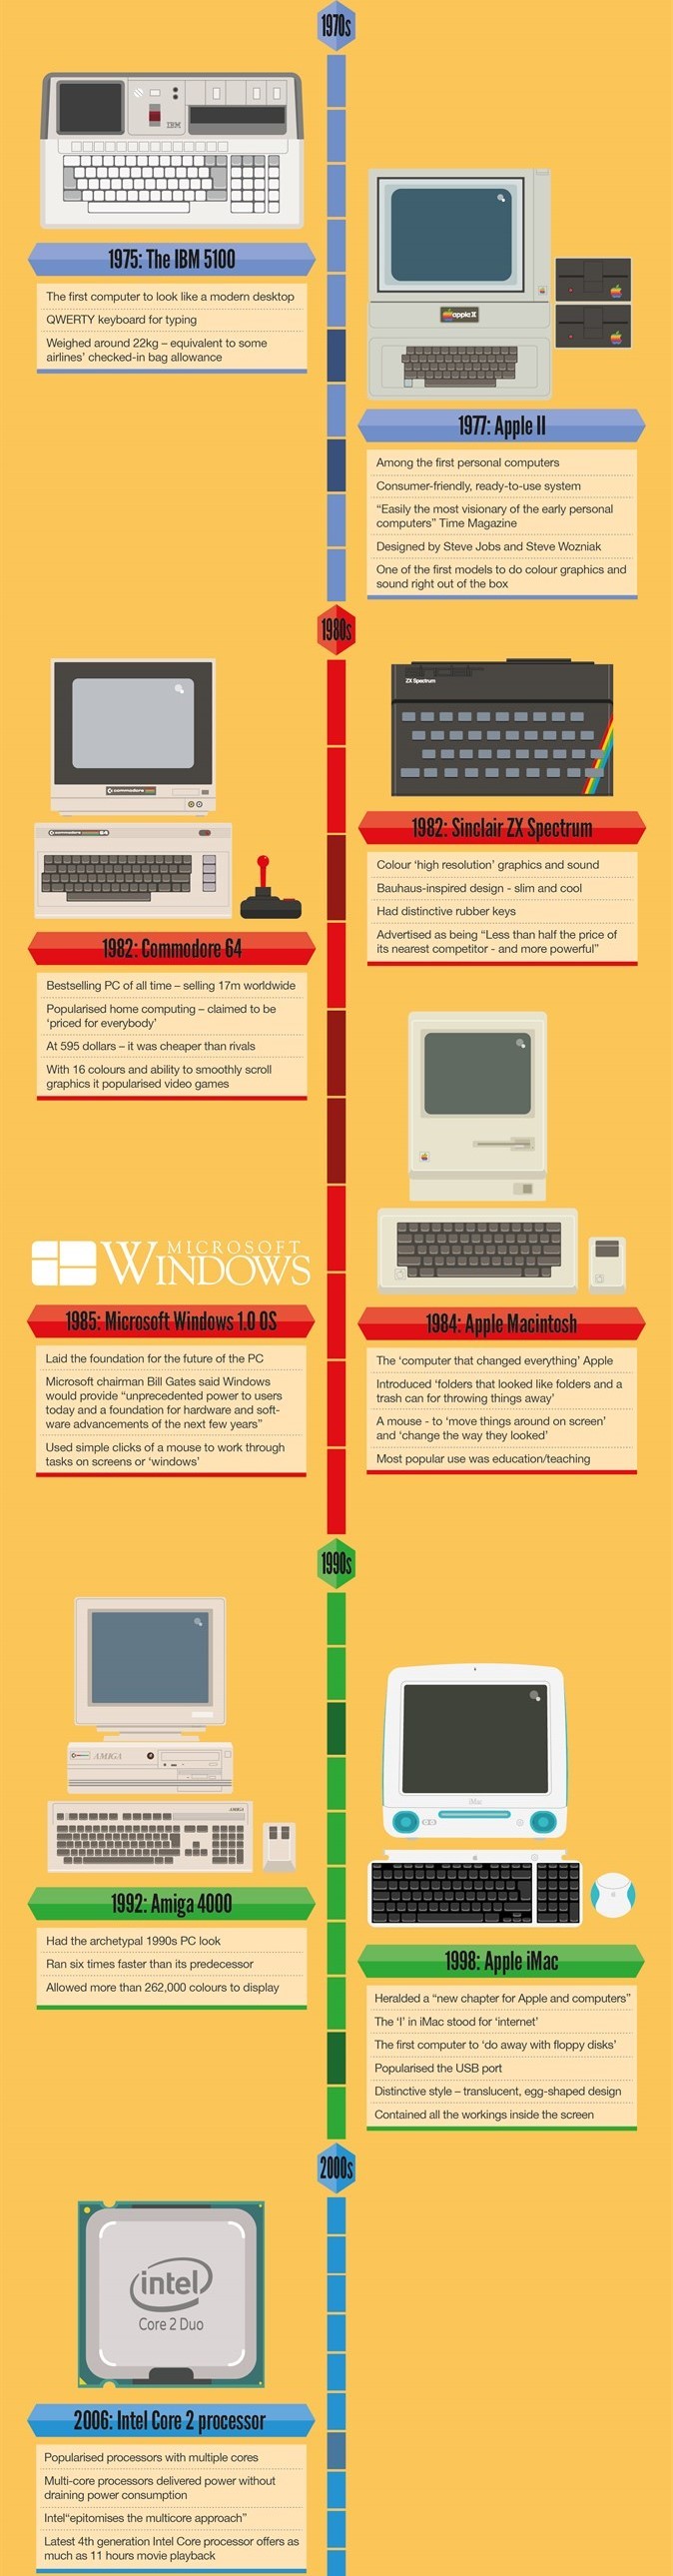 1970s
IBM
1975: The IBM 5100
The first computer to look like a modern desktop
QWERTY keyboard for typing
Weighed around 22kg – equivalent to some
airlines' checked-in bag allowance
apple II
1977: Apple II
Among the first personal computers
Consumer-friendly, ready-to-use system
“Easily the most visionary of the early personal
computers” Time Magazine
Designed by Steve Jobs and Steve Wozniak
One of the first models to do colour graphics and
sound right out of the box
1980s
commodore
commodore 64
1982: Commodore 64
Bestselling PC of all time – selling 17m worldwide
Popularised home computing – claimed to be
‘priced for everybody’
At 595 dollars – it was cheaper than rivals
With 16 colours and ability to smoothly scroll
graphics it popularised video games
ZX Spectrum
1982: Sinclair ZX Spectrum
Colour ‘high resolution’ graphics and sound
Bauhaus-inspired design - slim and cool
Had distinctive rubber keys
Advertised as being “Less than half the price of
its nearest competitor - and more powerful”
MICROSOFT
WINDOWS
1985: Microsoft Windows 1.0 OS
Laid the foundation for the future of the PC
Microsoft chairman Bill Gates said Windows
would provide “unprecedented power to users
today and a foundation for hardware and soft-
ware advancements of the next few years”
Used simple clicks of a mouse to work through
tasks on screens or ‘windows’
1984: Apple Macintosh
The ‘computer that changed everything’ Apple
Introduced ‘folders that looked like folders and a
trash can for throwing things away’
A mouse - to ‘move things around on screen’
and ‘change the way they looked’
Most popular use was education/teaching
1990s
AMIGA
AMIGA
1992: Amiga 4000
Had the archetypal 1990s PC look
Ran six times faster than its predecessor
Allowed more than 262,000 colours to display
iMac
1998: Apple iMac
Heralded a “new chapter for Apple and computers”
The ‘I’ in iMac stood for ‘internet’
The first computer to ‘do away with floppy disks’
Popularised the USB port
Distinctive style – translucent, egg-shaped design
Contained all the workings inside the screen
2000s
intel
Core 2 Duo
2006: Intel Core 2 processor
Popularised processors with multiple cores
Multi-core processors delivered power without
draining power consumption
Intel“epitomises the multicore approach”
Latest 4th generation Intel Core processor offers as
much as 11 hours movie playback